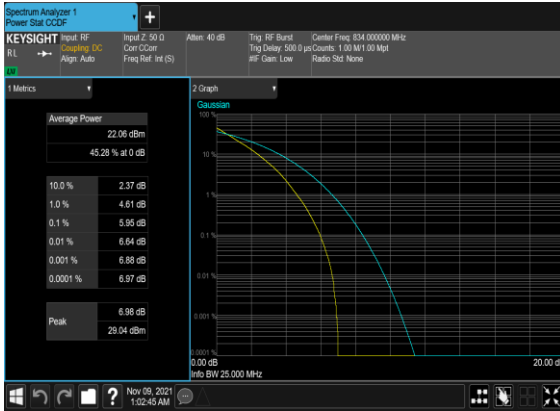 Spectrum Analyzer 1
Power Stat CCDF
+
KEYSIGHT
RL
Input: RF
Coupling: DC
Align: Auto
Input Z: 50 Ω
Corr CCorr
Freq Ref: Int (S)
Atten: 40 dB
Trig: RF Burst
Trig Delay: 500.0 µs
#IF Gain: Low
Center Freq: 834.000000 MHz
Counts: 1.00 M/1.00 Mpt
Radio Std: None
1 Metrics
Average Power
22.06 dBm
45.28 % at 0 dB
10.0 % 2.37 dB
1.0 % 4.61 dB
0.1 % 5.95 dB
0.01 % 6.64 dB
0.001 % 6.88 dB
0.0001 % 6.97 dB
Peak
6.98 dB
29.04 dBm
2 Graph
Gaussian
100 %
10 %
1 %
0.1 %
0.01 %
0.001 %
0.0001 %
0.00 dB
20.00 d
Info BW 25.000 MHz
?
Nov 09, 2021
1:02:45 AM